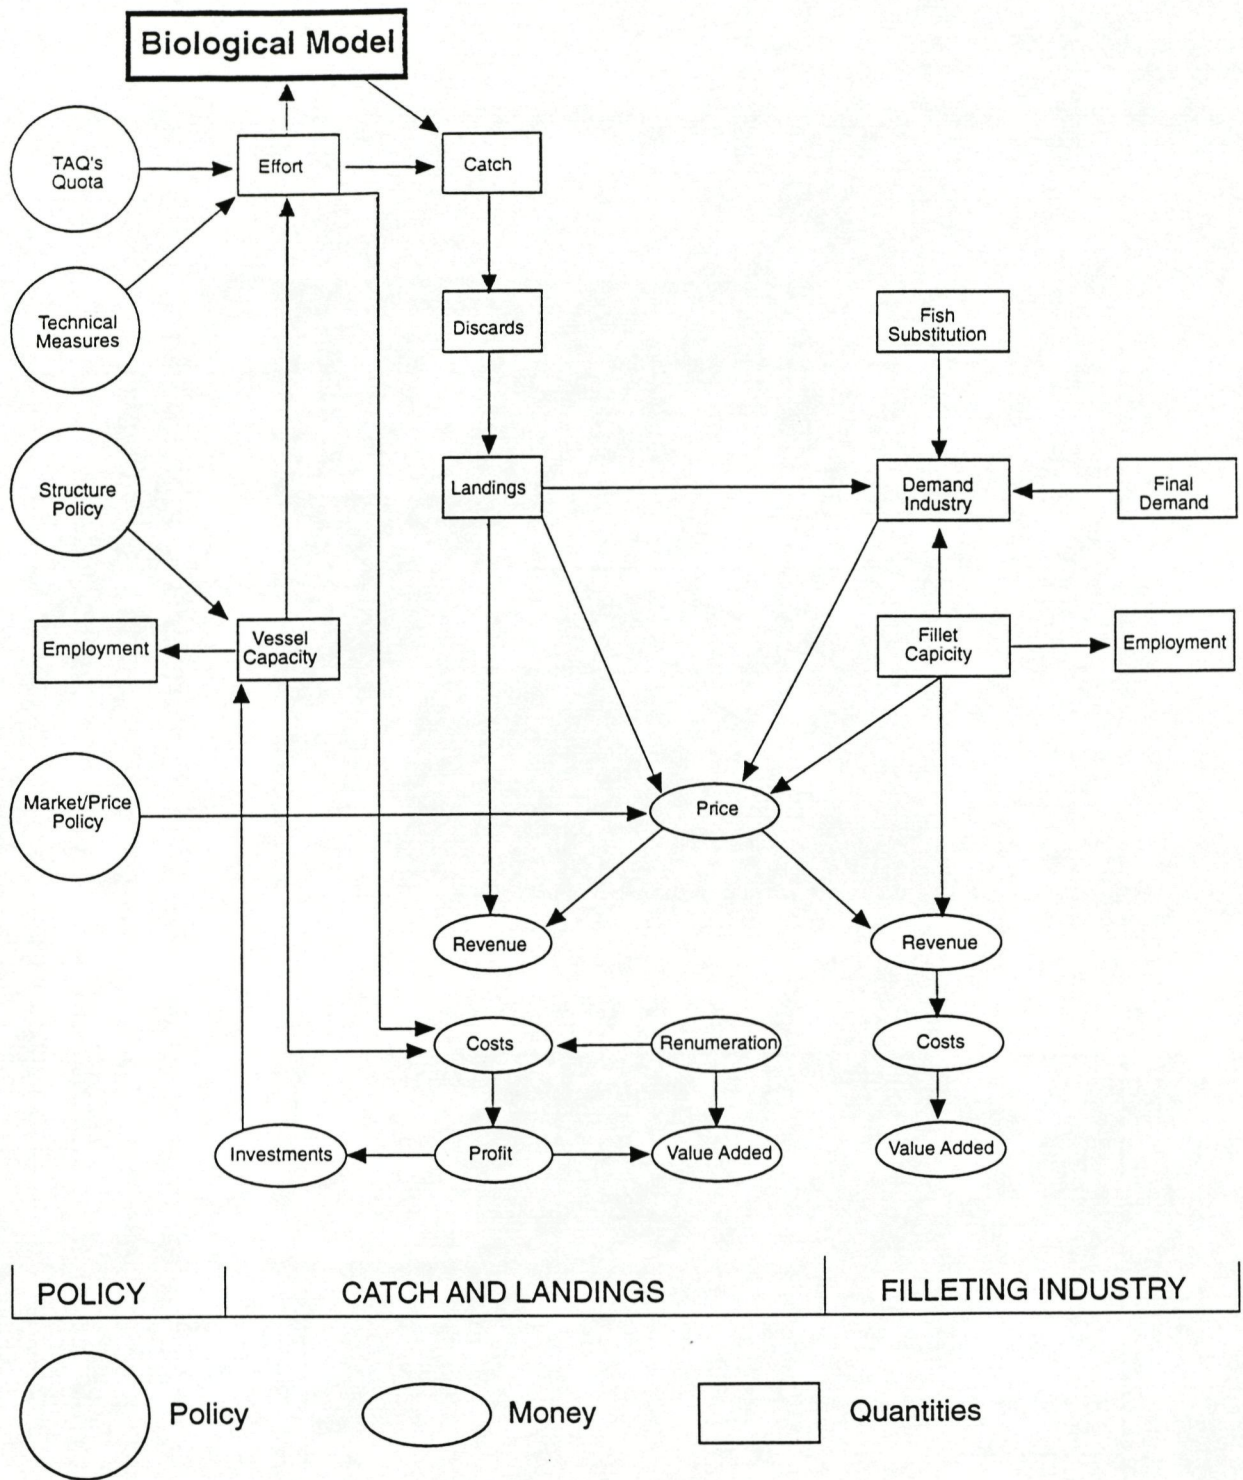 Biological Model
TAQ's
Quota
Effort
Catch
Technical
Measures
Discards
Fish
Substitution
Structure
Policy
Landings
Demand
Industry
Final
Demand
Employment
Vessel
Capacity
Fillet
Capicity
Employment
Market/Price
Policy
Price
Revenue
Revenue
Costs
Renumeration
Costs
Investments
Profit
Value Added
Value Added
POLICY
CATCH AND LANDINGS
FILLETING INDUSTRY
Policy
Money
Quantities